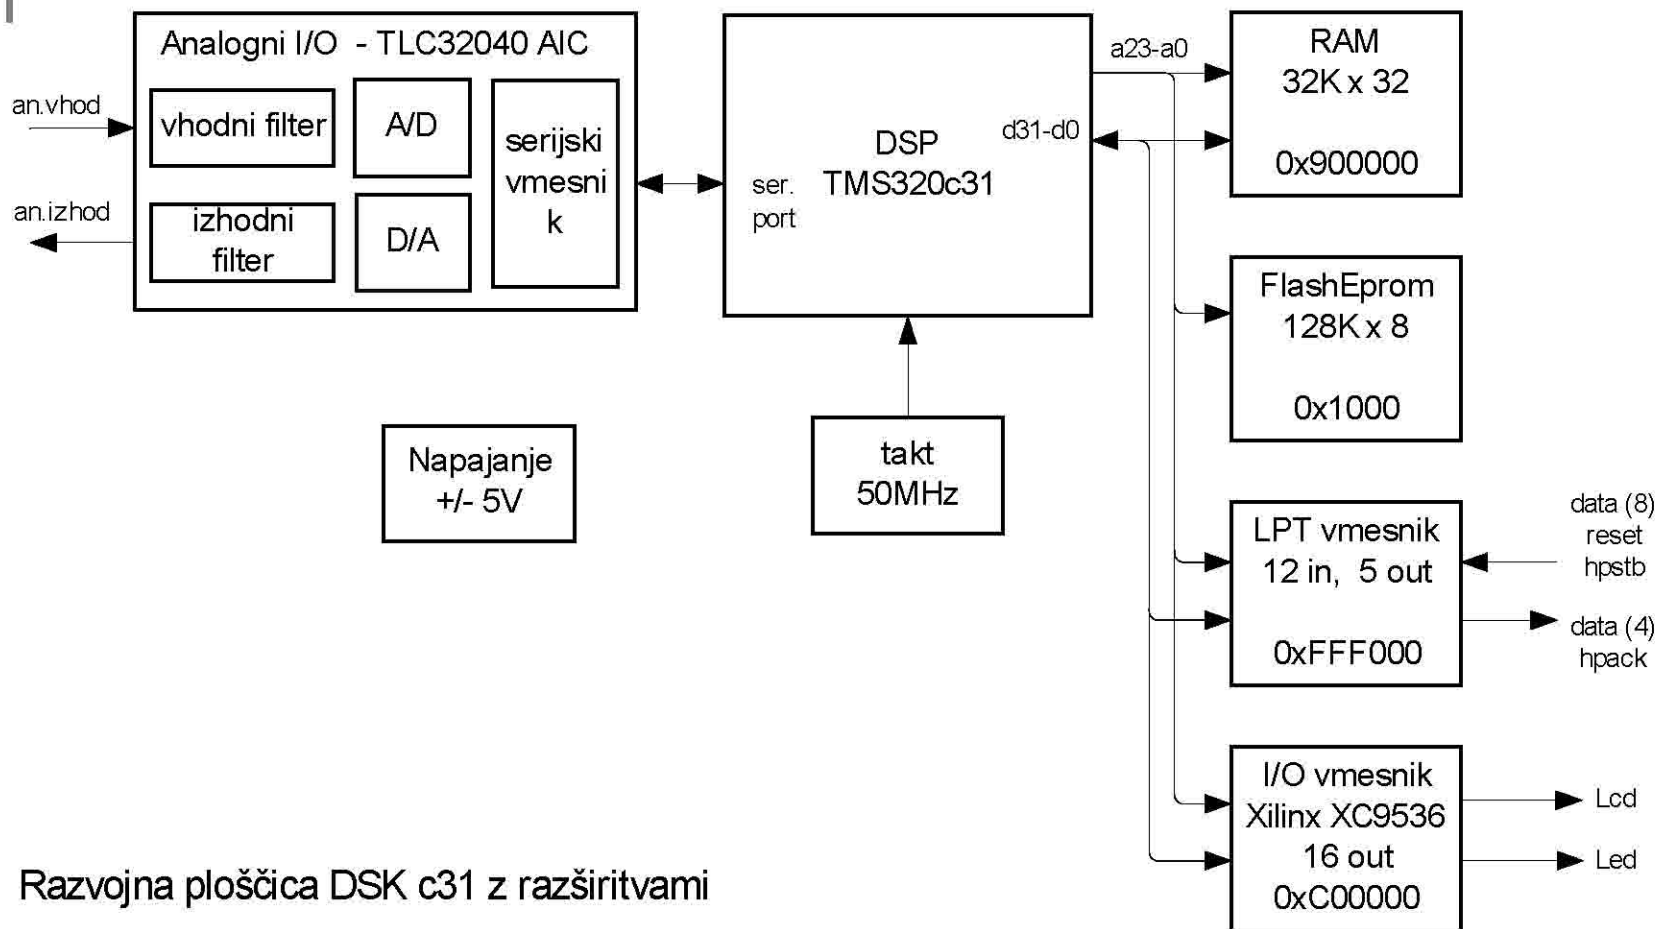 Analogni I/O - TLC32040 AIC
an.vhod
vhodni filter
A/D
serijski
vmesni
k
an.izhod
izhodni
filter
D/A
DSP
TMS320c31
ser.
port
a23-a0
d31-d0
RAM
32K x 32
0x900000
FlashEprom
128K x 8
0x1000
Napajanje
+/- 5V
takt
50MHz
LPT vmesnik
12 in, 5 out
0xFFF000
data (8)
reset
hpstb
data (4)
hpack
I/O vmesnik
Xilinx XC9536
16 out
0xC00000
Lcd
Led
Razvojna ploščica DSK c31 z razširitvami